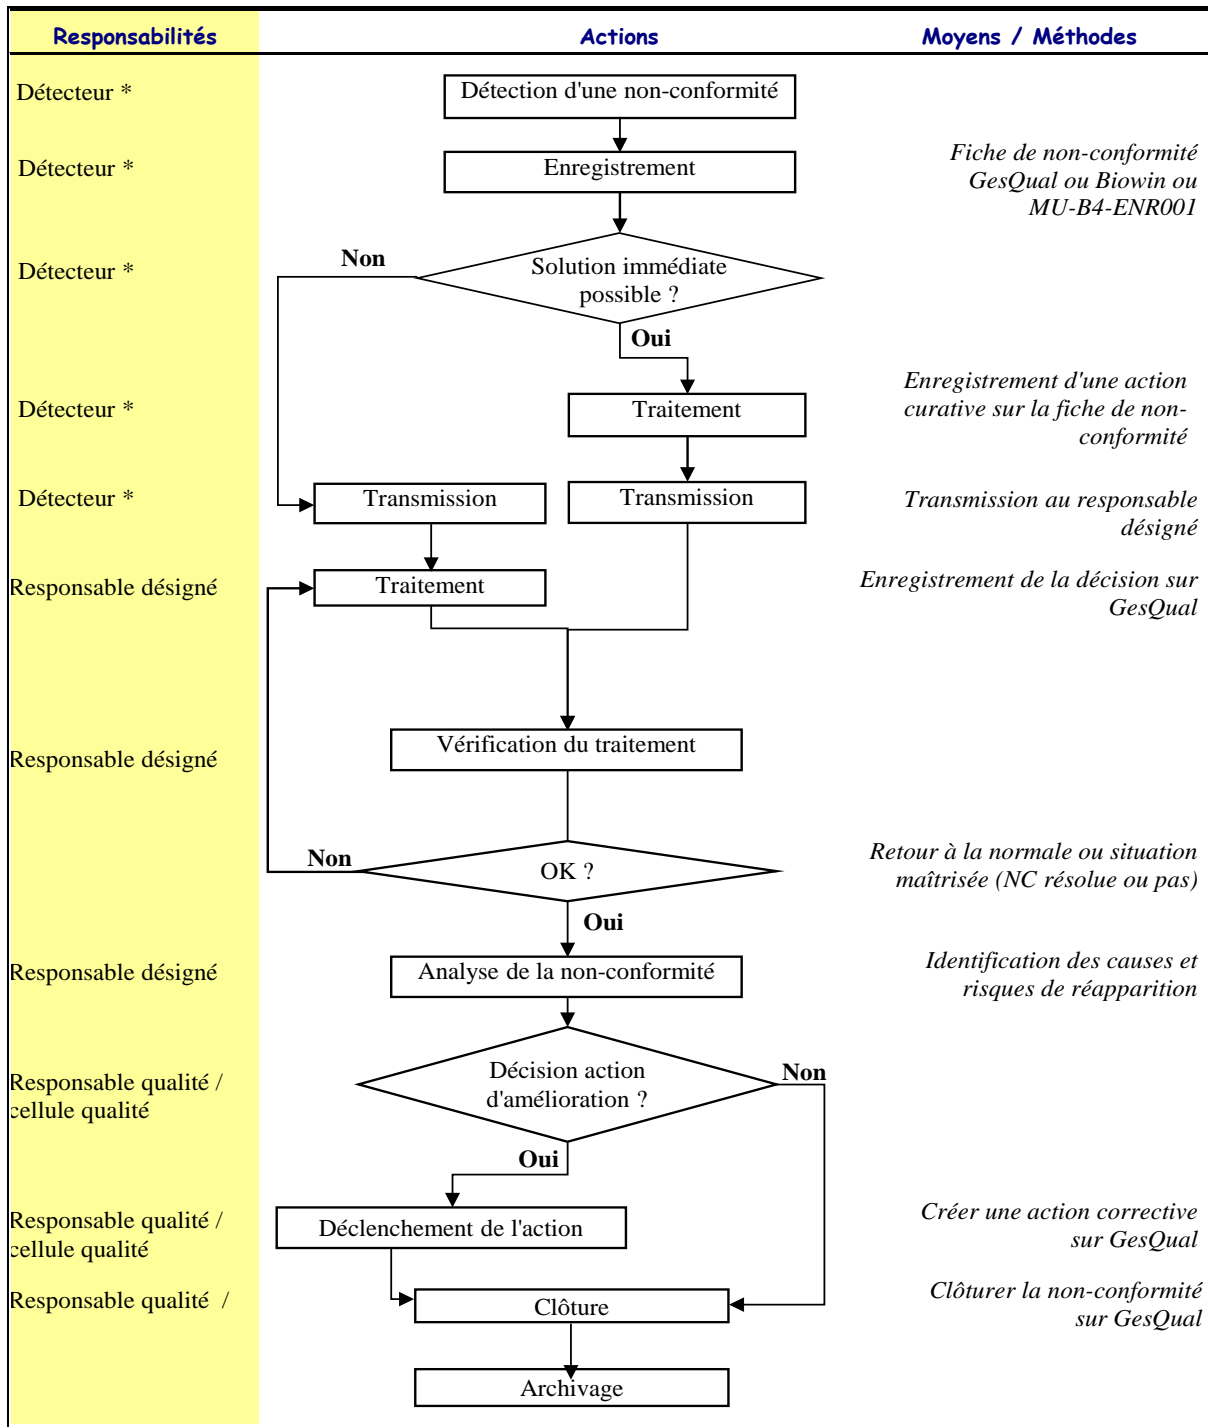 Responsabilités
Actions
Moyens / Méthodes
Détecteur *
Détection d'une non-conformité
Détecteur *
Enregistrement
Fiche de non-conformité
GesQual ou Biowin ou
MU-B4-ENR001
Détecteur *
Non
Solution immédiate
possible ?
Oui
Détecteur *
Traitement
Enregistrement d'une action
curative sur la fiche de non-
conformité
Détecteur *
Transmission
Transmission
Transmission au responsable
désigné
Responsable désigné
Traitement
Enregistrement de la décision sur
GesQual
Responsable désigné
Vérification du traitement
Non
OK ?
Retour à la normale ou situation
maîtrisée (NC résolue ou pas)
Oui
Responsable désigné
Analyse de la non-conformité
Identification des causes et
risques de réapparition
Responsable qualité /
cellule qualité
Décision action
d'amélioration ?
Non
Oui
Responsable qualité /
cellule qualité
Déclenchement de l'action
Créer une action corrective
sur GesQual
Responsable qualité /
Clôture
Clôturer la non-conformité
sur GesQual
Archivage